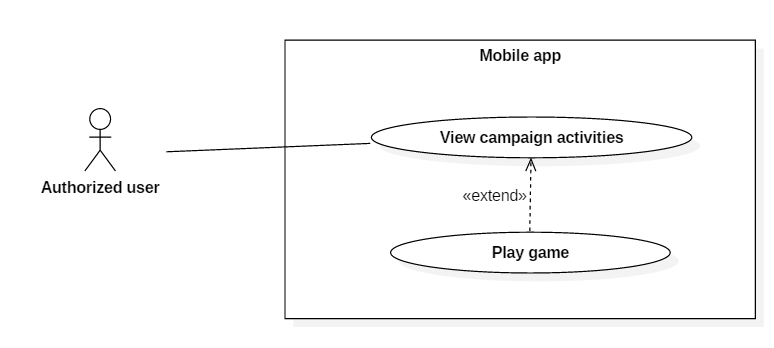 Mobile app
View campaign activities
Authorized user
«extend»
Play game